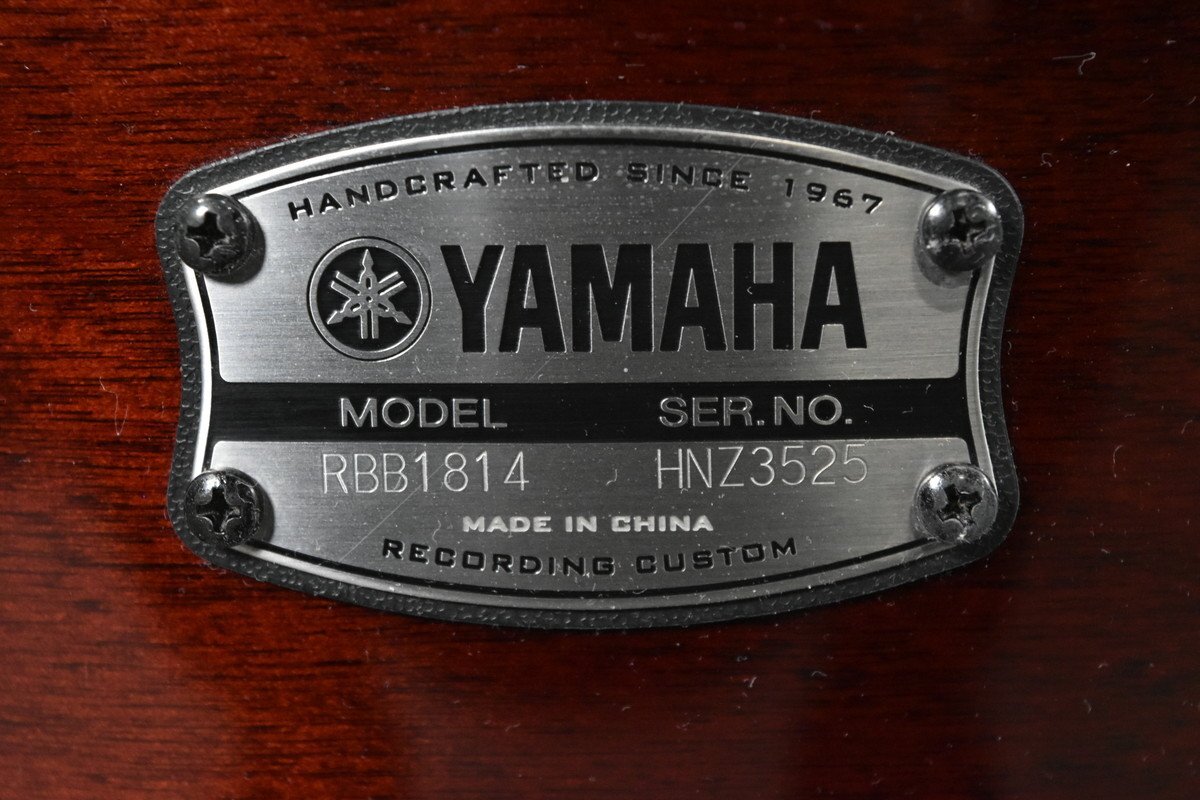 HANDCRAFTED SINCE 1967
YAMAHA
MODEL SER.NO.
RBB1814 HNZ3525
MADE IN CHINA
RECORDING CUSTOM